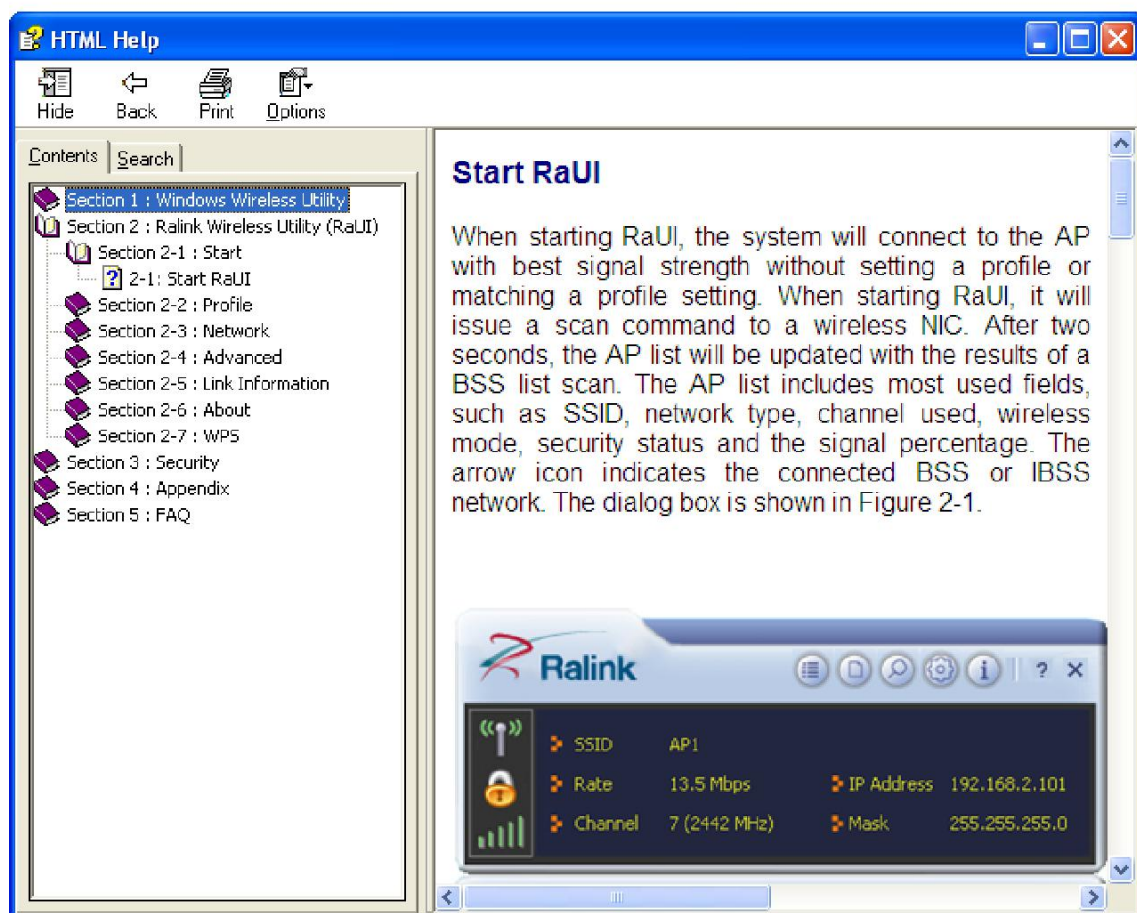 HTML Help
Hide Back Print Options
Contents Search
Section 1 : Windows Wireless Utility
Section 2 : Ralink Wireless Utility (RaUI)
Section 2-1 : Start
2-1: Start RaUI
Section 2-2 : Profile
Section 2-3 : Network
Section 2-4 : Advanced
Section 2-5 : Link Information
Section 2-6 : About
Section 2-7 : WPS
Section 3 : Security
Section 4 : Appendix
Section 5 : FAQ
Start RaUI
When starting RaUI, the system will connect to the AP
with best signal strength without setting a profile or
matching a profile setting. When starting RaUI, it will
issue a scan command to a wireless NIC. After two
seconds, the AP list will be updated with the results of a
BSS list scan. The AP list includes most used fields,
such as SSID, network type, channel used, wireless
mode, security status and the signal percentage. The
arrow icon indicates the connected BSS or IBSS
network. The dialog box is shown in Figure 2-1.
Ralink
SSID AP1
Rate 13.5 Mbps IP Address 192.168.2.101
Channel 7 (2442 MHz) Mask 255.255.255.0